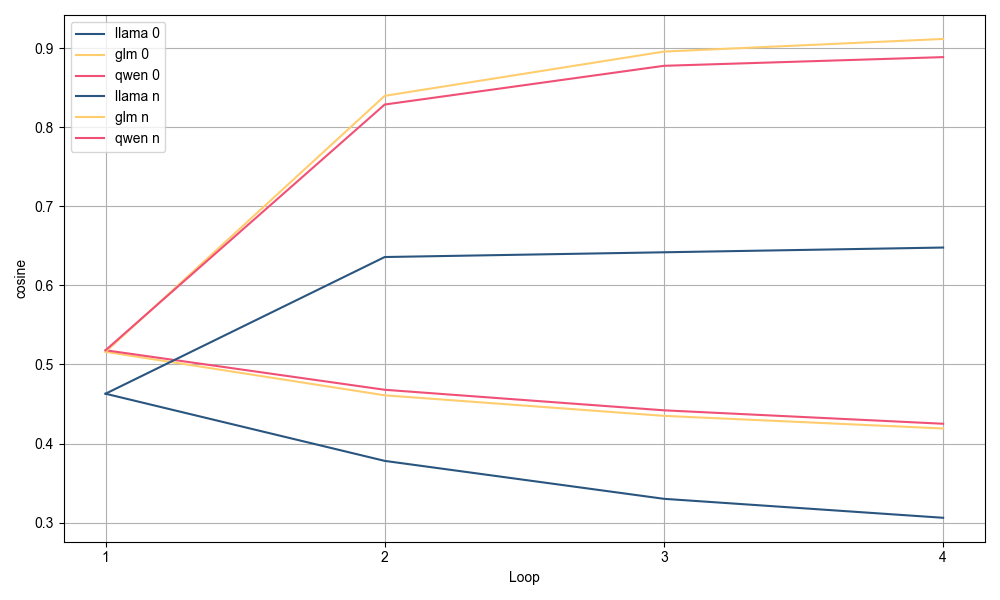 llama 0
glm 0
qwen 0
llama n
glm n
qwen n
0.9
0.8
0.7
0.6
0.5
0.4
0.3
cosine
1 2 3 4
Loop